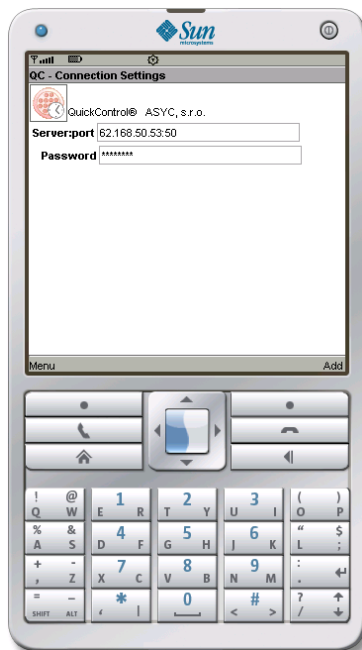 Sun
microsystems
QC - Connection Settings
QuickControl® ASYC, s.r.o.
Server:port 62.168.50.53:50
Password ********
Menu Add
! @ 1 2 3 ( )
Q W E R T Y U I O P
% & 4 5 6 “ $
A S D F G H J K L ;
+ - 7 8 9 :
, Z X C V B N M .
= – * 0 # ?
SHIFT ALT ‘ | < > /